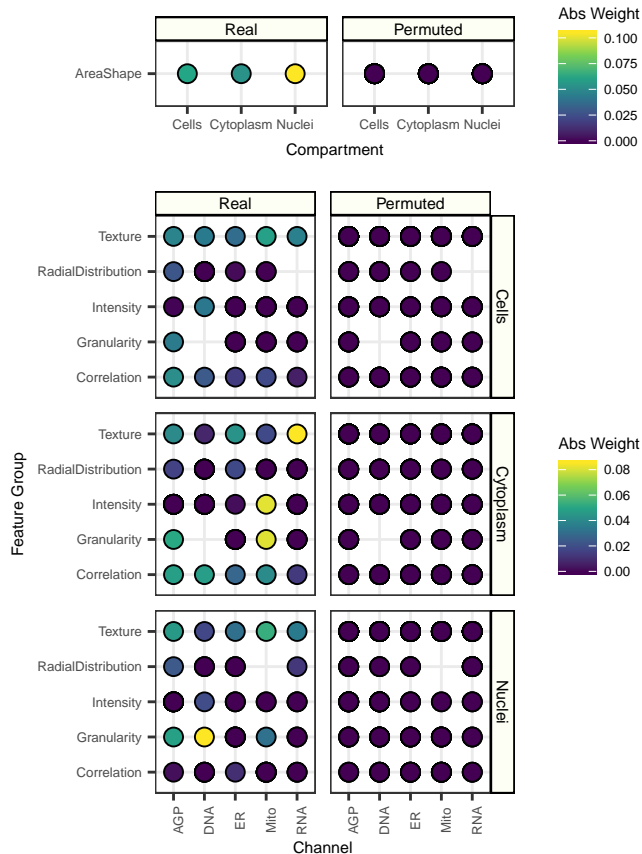 Abs Weight
0.100
0.075
0.050
0.025
0.000
Real
Permuted
AreaShape
Cells Cytoplasm Nuclei
Cells Cytoplasm Nuclei
Compartment
Real
Permuted
Texture
RadialDistribution
Intensity
Granularity
Correlation
Cells
Texture
RadialDistribution
Intensity
Granularity
Correlation
Cytoplasm
Texture
RadialDistribution
Intensity
Granularity
Correlation
Nuclei
Feature Group
AGP DNA ER Mito RNA
AGP DNA ER Mito RNA
Channel
Abs Weight
0.08
0.06
0.04
0.02
0.00